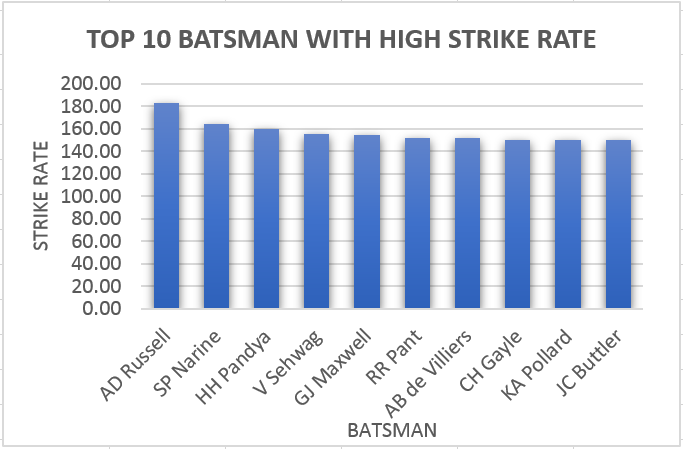 TOP 10 BATSMAN WITH HIGH STRIKE RATE
STRIKE RATE
200.00
180.00
160.00
140.00
160.00
100.00
80.00
60.00
40.00
200.00
0.00
AD Russell
SP Narine
HH Pandya
V Sehwag
GJ Maxwell
RR Pant
AB de Villiers
CH Gayle
KA Pollard
JC Buttler
BATSMAN